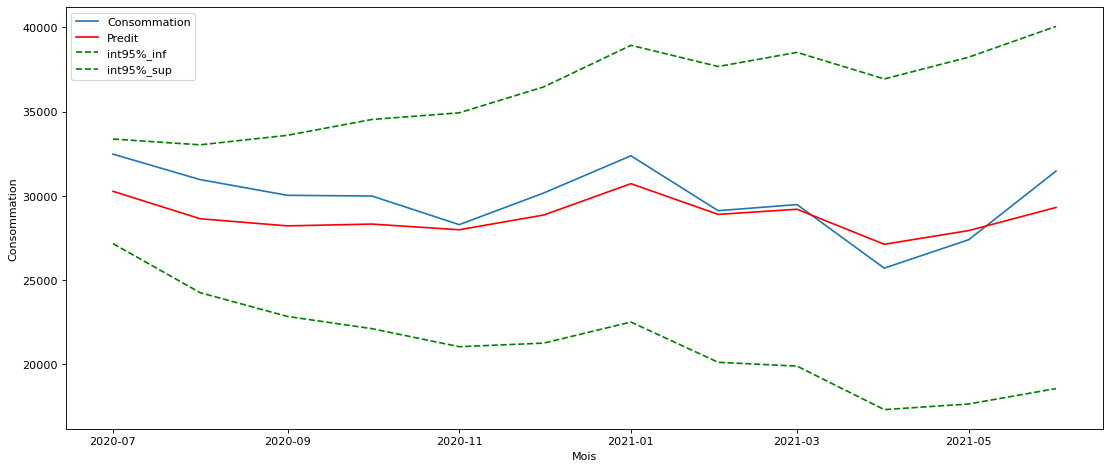 Consommation
Predit
int95%_inf
int95%_sup
40000
35000
30000
25000
20000
Consommation
2020-07
2020-09
2020-11
2021-01
2021-03
2021-05
Mois